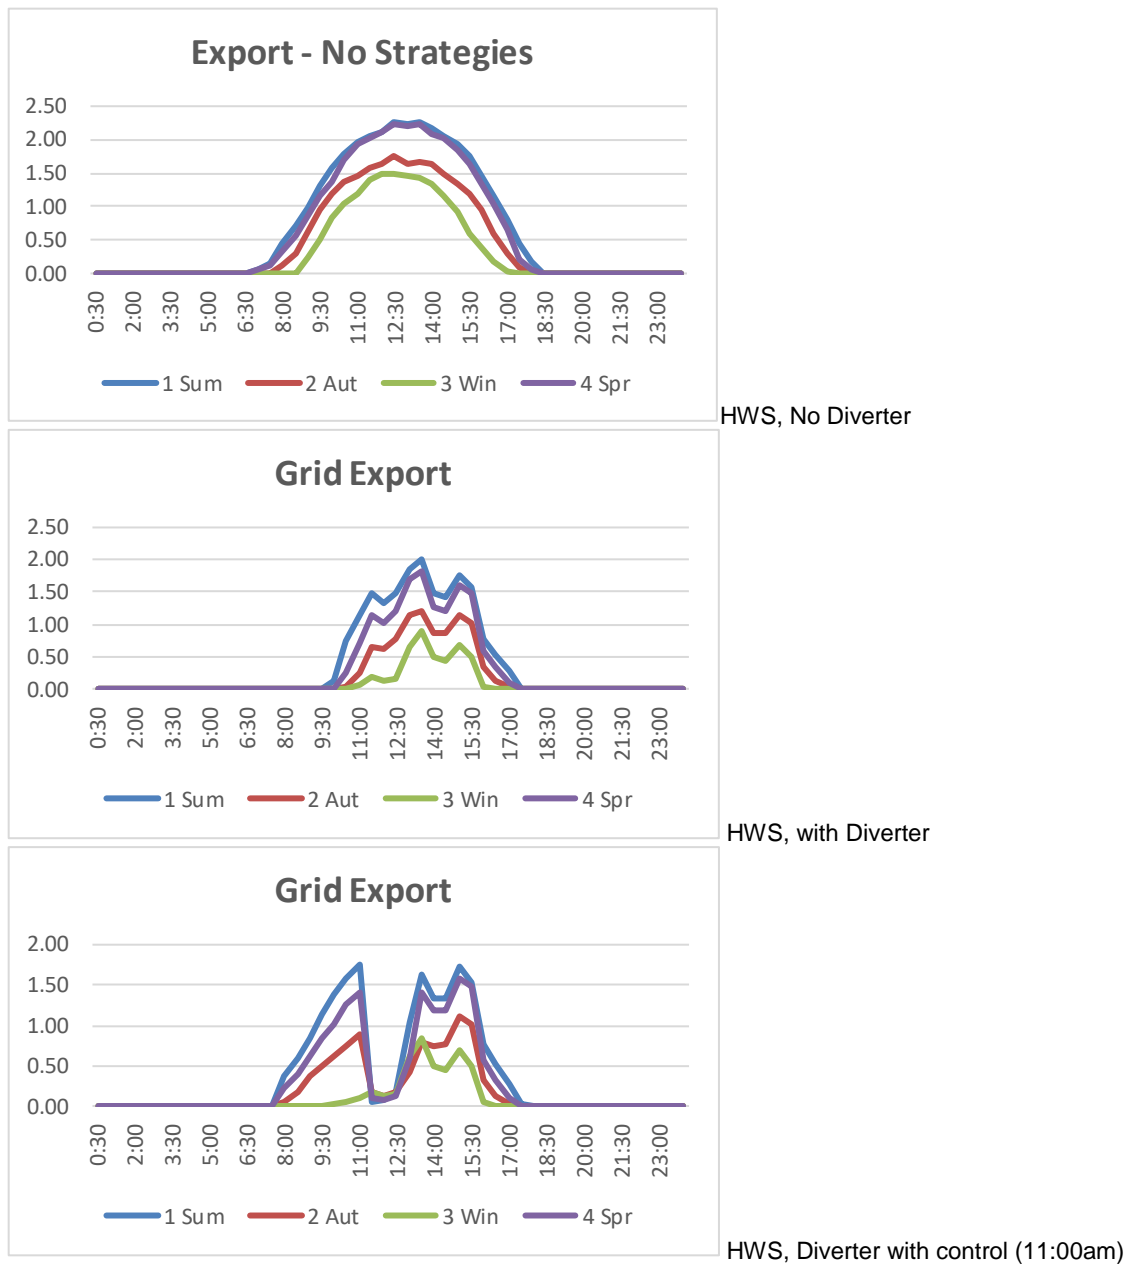 Export - No Strategies
2.50
2.00
1.50
1.00
0.50
0.00
0:30 2:00 3:30 5:00 6:30 8:00 9:30 11:00 12:30 14:00 15:30 17:00 18:30 20:00 21:30 23:00
1 Sum 2 Aut 3 Win 4 Spr
HWS, No Diverter
Grid Export
2.50
2.00
1.50
1.00
0.50
0.00
0:30 2:00 3:30 5:00 6:30 8:00 9:30 11:00 12:30 14:00 15:30 17:00 18:30 20:00 21:30 23:00
1 Sum 2 Aut 3 Win 4 Spr
HWS, with Diverter
Grid Export
2.00
1.50
1.00
0.50
0.00
0:30 2:00 3:30 5:00 6:30 8:00 9:30 11:00 12:30 14:00 15:30 17:00 18:30 20:00 21:30 23:00
1 Sum 2 Aut 3 Win 4 Spr
HWS, Diverter with control (11:00am)